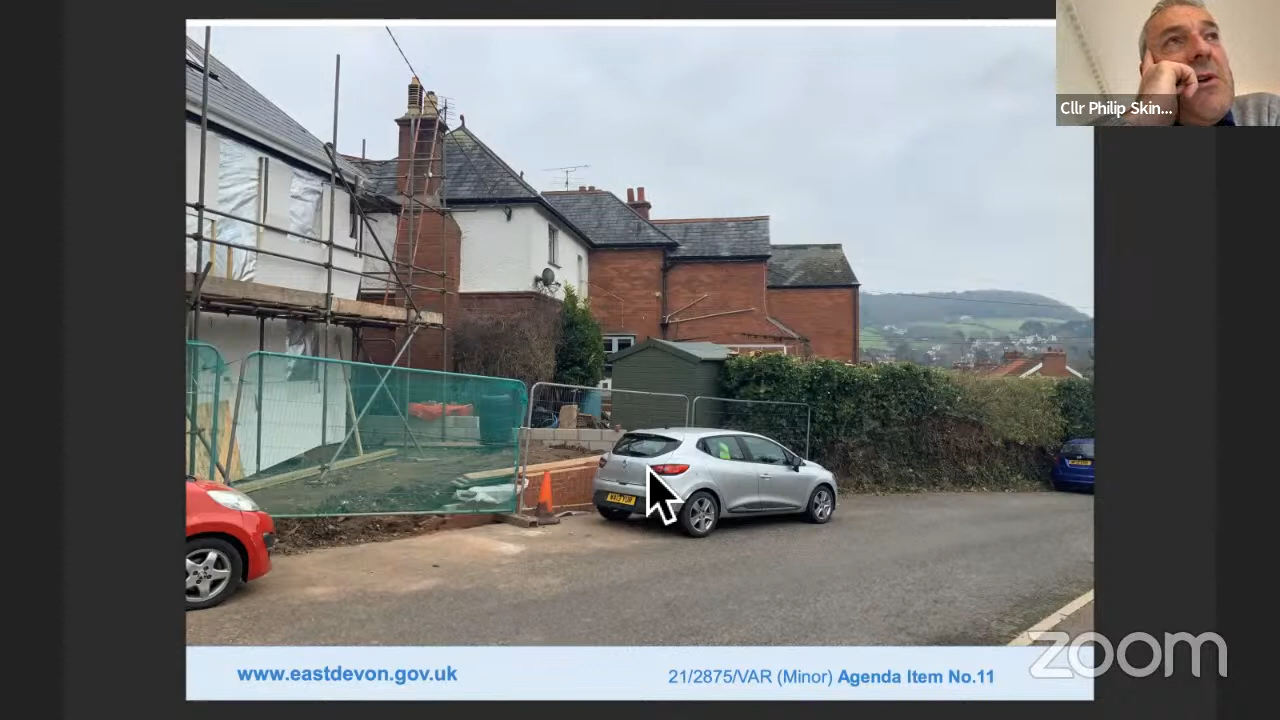 Cllr Philip Skin...
www.eastdevon.gov.uk
21/2875/VAR (Minor) Agenda Item No.11
zoom